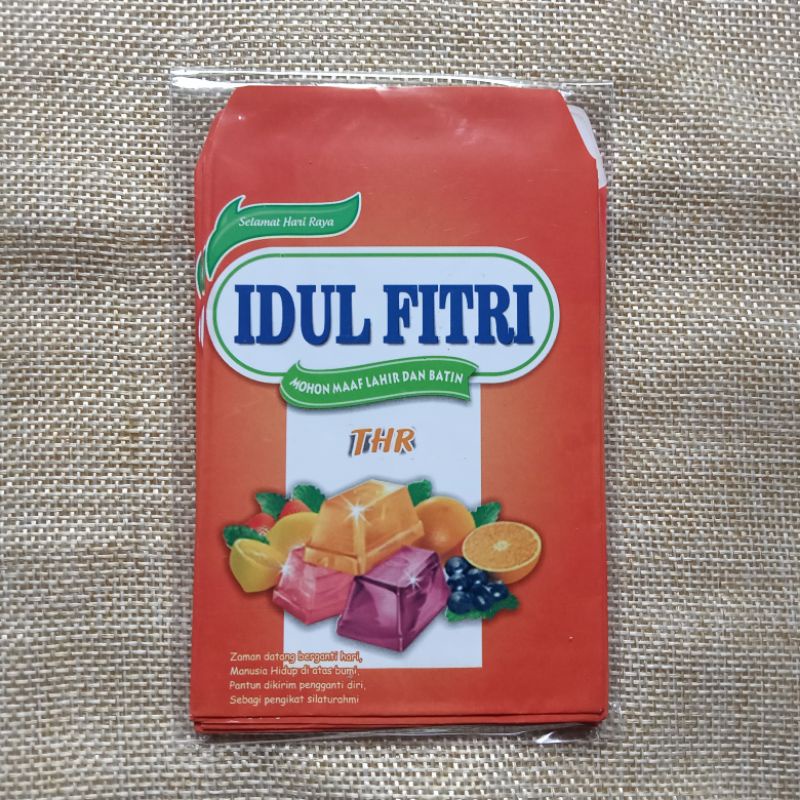 Selamat Hari Raya
IDUL FITRI
MOHON MAAF LAHIR DAN BATIN
THR
Zaman datang berganti hari,
Manusia Hidup di atas bumi,
Pantun dikirim pengganti diri,
Sebagi pengikat silaturahmi